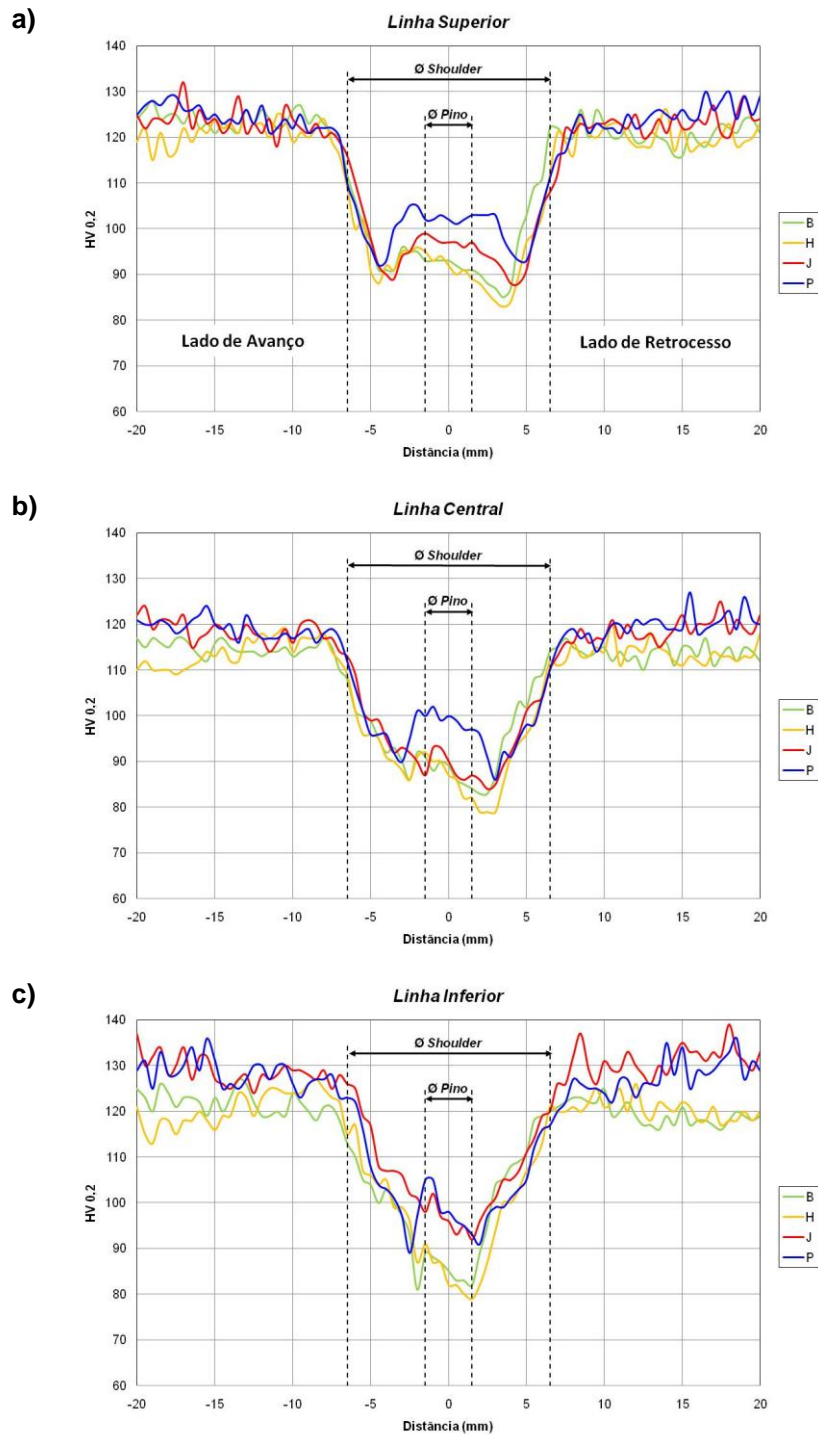 a)
Linha Superior
140
130
120
110
100
90
80
70
60
HV 0.2
Ø Shoulder
Ø Pino
Lado de Avanço
Lado de Retrocesso
-20 -15 -10 -5 0 5 10 15 20
Distância (mm)
B
H
J
P
b)
Linha Central
140
130
120
110
100
90
80
70
60
HV 0.2
Ø Shoulder
Ø Pino
-20 -15 -10 -5 0 5 10 15 20
Distância (mm)
B
H
J
P
c)
Linha Inferior
140
130
120
110
100
90
80
70
60
HV 0.2
Ø Shoulder
Ø Pino
-20 -15 -10 -5 0 5 10 15 20
Distância (mm)
B
H
J
P